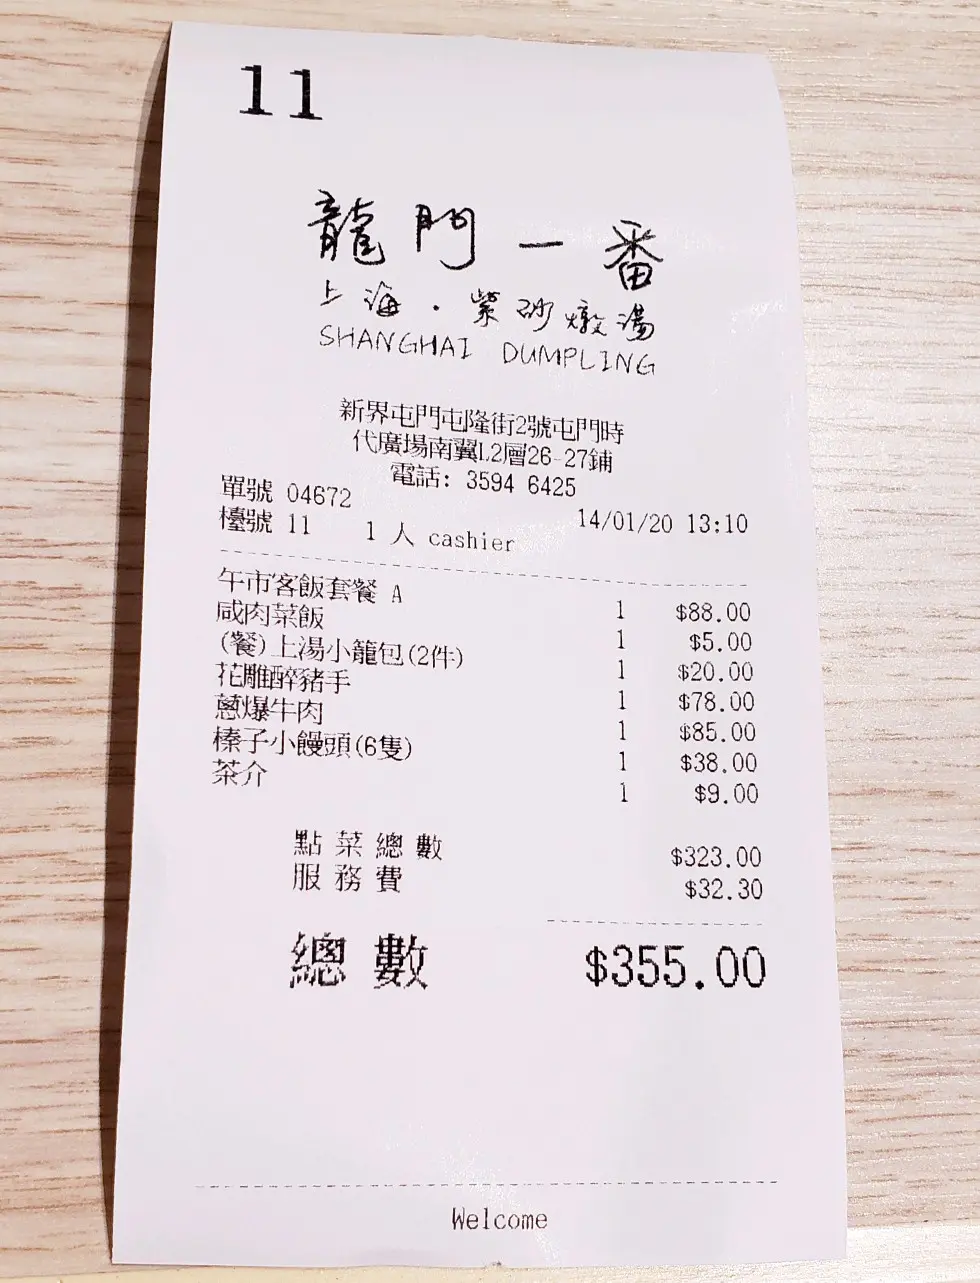 11
龍門一番
上海・紫砂燉湯
SHANGHAI DUMPLING
新界屯門屯隆街2號屯門時
代廣場南翼L2層26-27鋪
電話: 3594 6425
單號 04672
14/01/20 13:10
檯號 11 1 人 cashier
午市客飯套餐 A 1 $88.00
咸肉菜飯 1 $5.00
(餐)上湯小籠包(2件) 1 $20.00
花雕醉豬手 1 $78.00
蔥爆牛肉 1 $85.00
榛子小饅頭(6隻) 1 $38.00
茶介 1 $9.00
點菜總數 $323.00
服務費 $32.30
總數 $355.00
Welcome